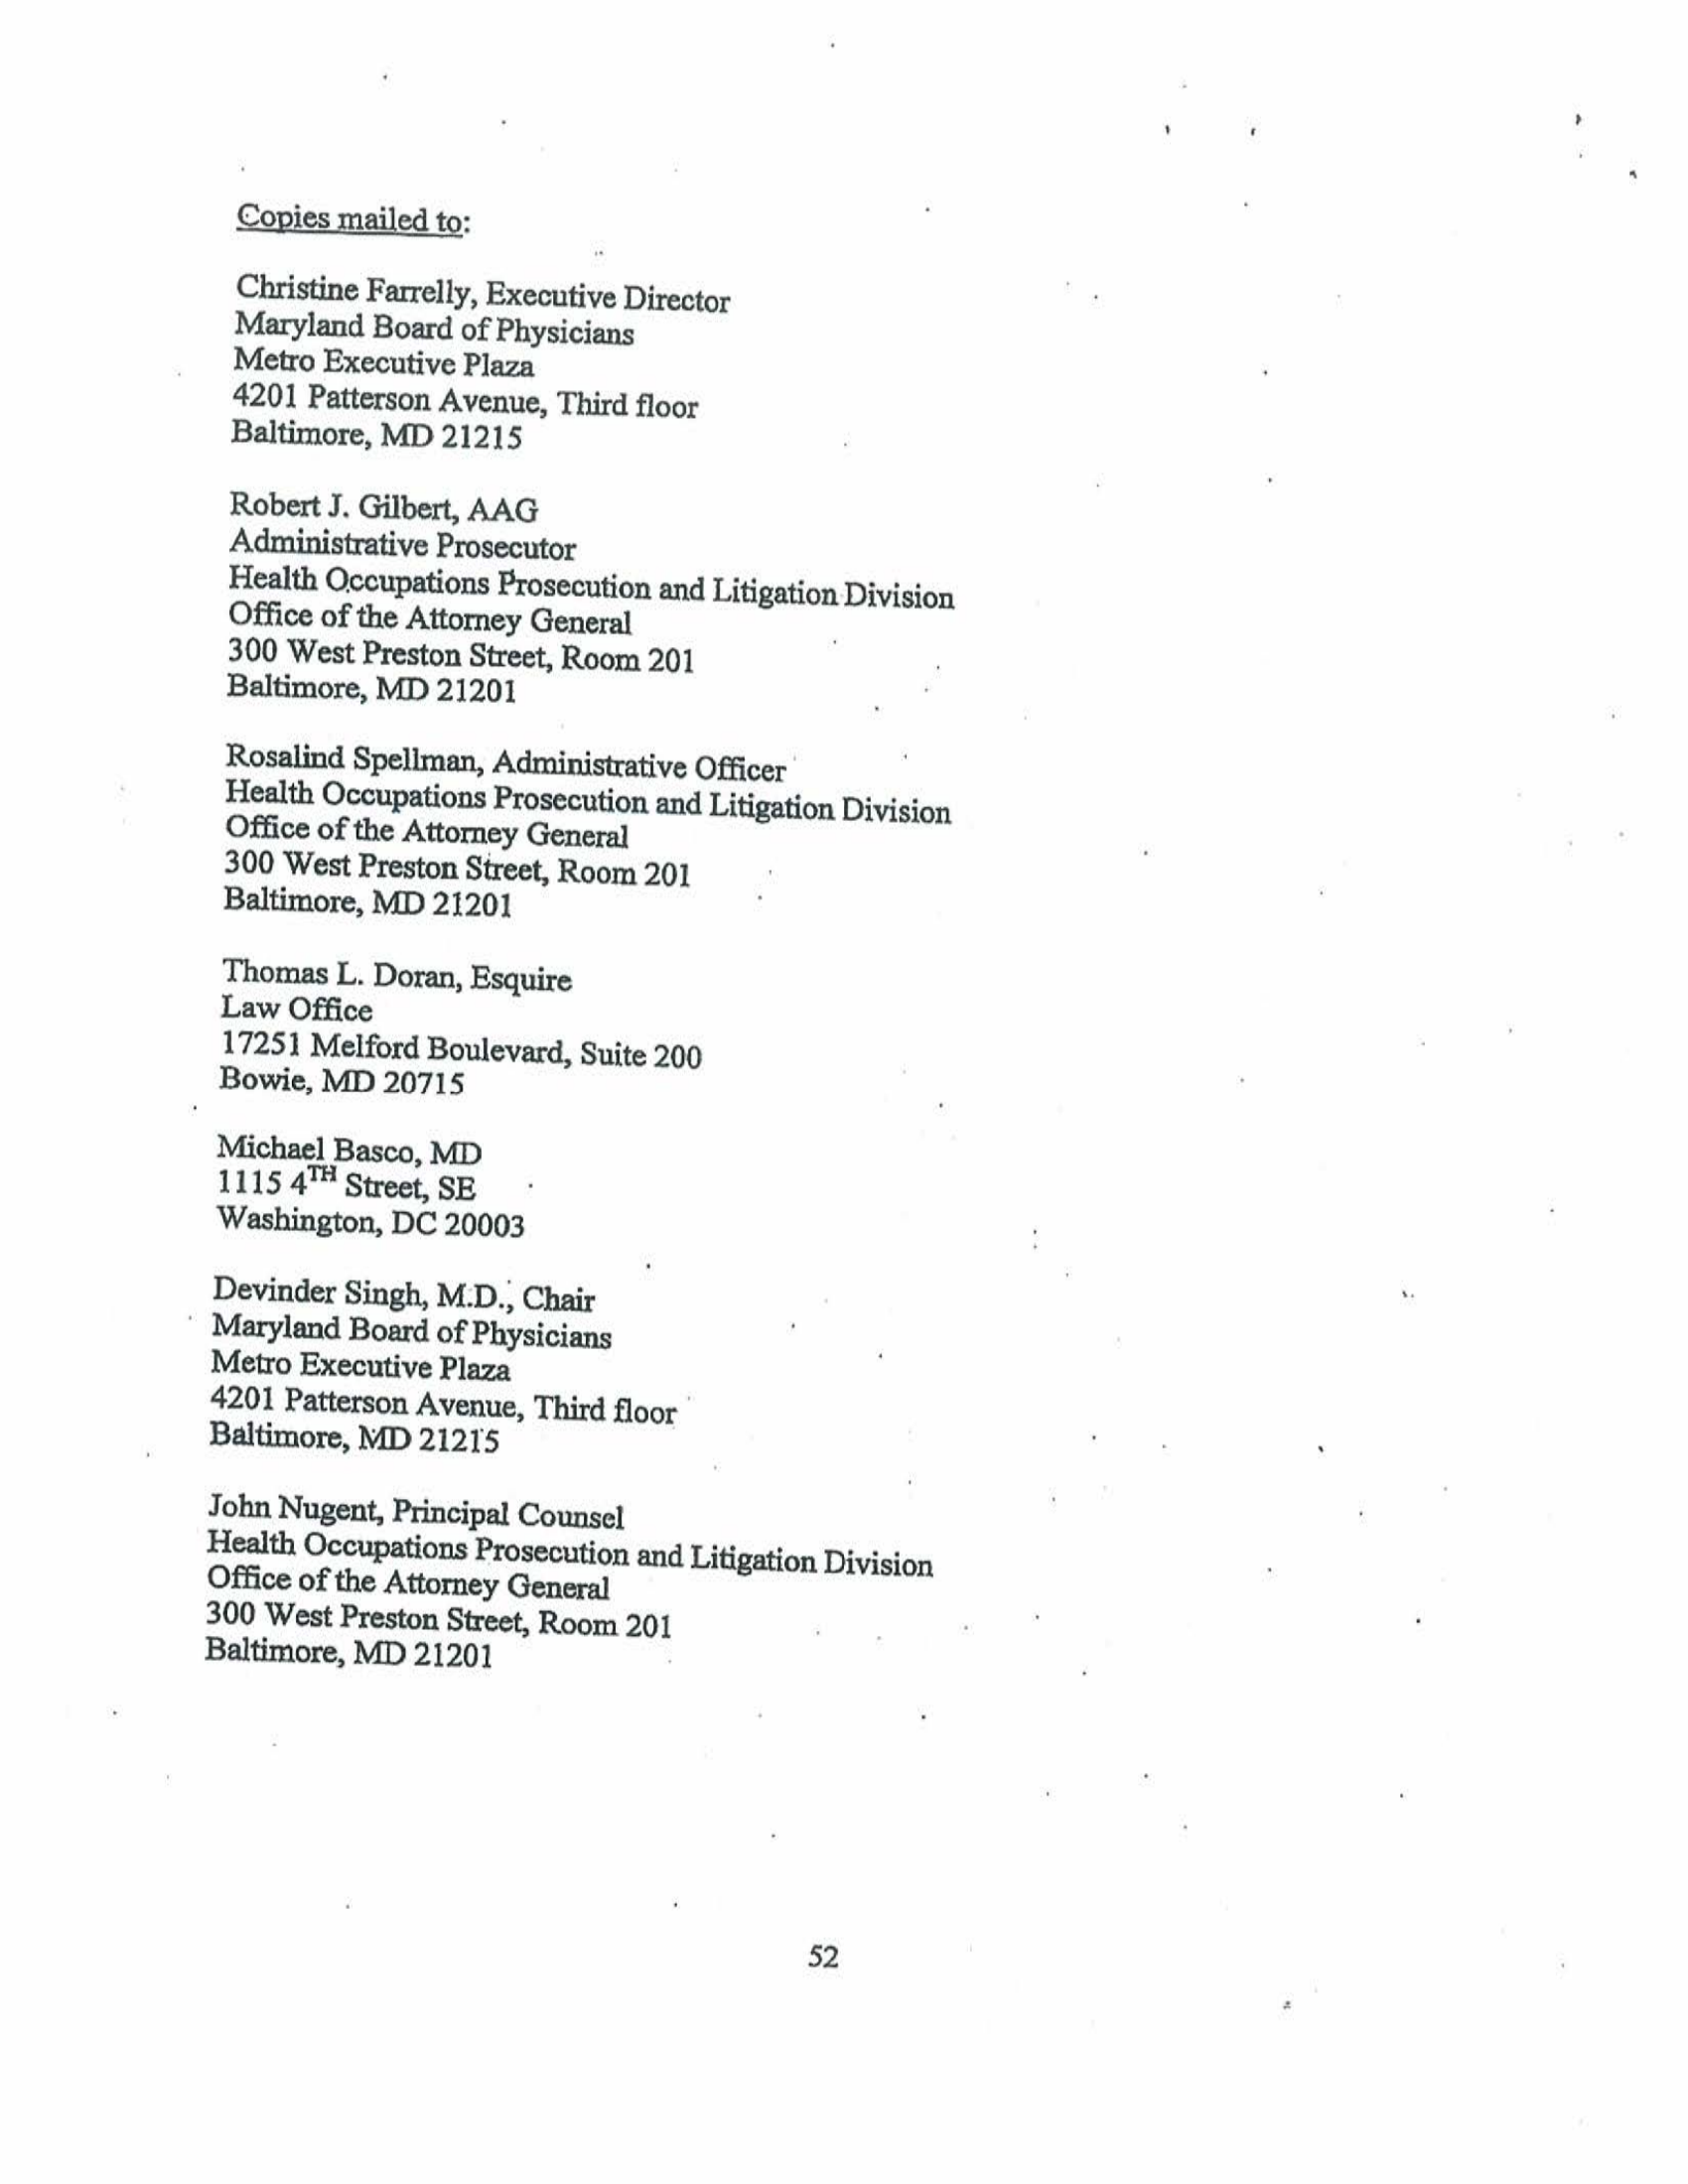 Copies mailed to:
Christine Farrelly, Executive Director
Maryland Board of Physicians
Metro Executive Plaza
4201 Patterson Avenue, Third floor
Baltimore, MD 21215
Robert J. Gilbert, AAG
Administrative Prosecutor
Health Occupations Prosecution and Litigation Division
Office of the Attorney General
300 West Preston Street, Room 201
Baltimore, MD 21201
Rosalind Spellman, Administrative Officer
Health Occupations Prosecution and Litigation Division
Office of the Attorney General
300 West Preston Street, Room 201
Baltimore, MD 21201
Thomas L. Doran, Esquire
Law Office
17251 Melford Boulevard, Suite 200
Bowie, MD 20715
Michael Basco, MD
1115 4TH Street, SE
Washington, DC 20003
Devinder Singh, M.D., Chair
Maryland Board of Physicians
Metro Executive Plaza
4201 Patterson Avenue, Third floor
Baltimore, MD 21215
John Nugent, Principal Counsel
Health Occupations Prosecution and Litigation Division
Office of the Attorney General
300 West Preston Street, Room 201
Baltimore, MD 21201
52